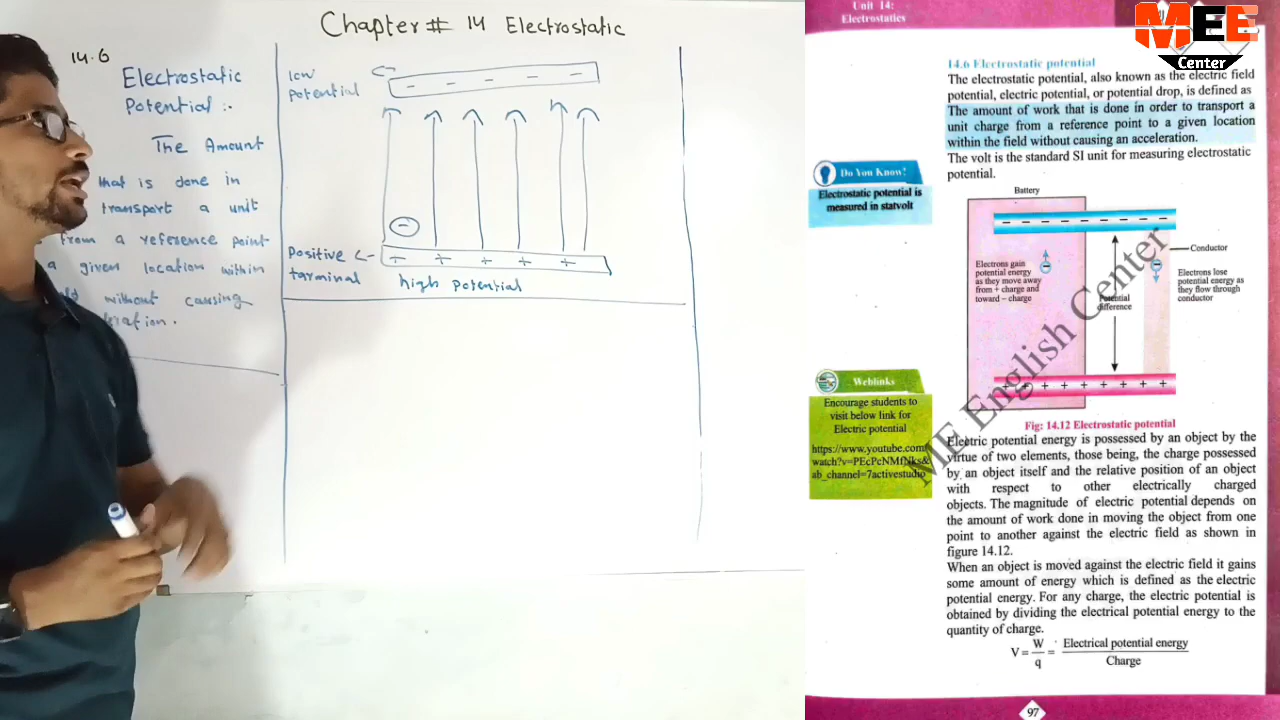 Chapter # 14 Electrostatic
14.6
Electrostatic
Potential :-
The Amount
that is done in
transport a unit
from a reference point
a given location within
without causing
Low
Potential
- - - - -
Positive
terminal
+ + + + +
high Potential
Unit 14:
Electrostatics
MEE
Center
14.6 Electrostatic potential
The electrostatic potential, also known as the electric field
potential, electric potential, or potential drop, is defined as
The amount of work that is done in order to transport a
unit charge from a reference point to a given location
within the field without causing an acceleration.
The volt is the standard SI unit for measuring electrostatic
potential.
Do You Know!
Electrostatic potential is
measured in statvolt
Battery
Conductor
Electrons gain
potential energy
as they move away
from + charge and
toward – charge
Potential
difference
Electrons lose
potential energy as
they flow through
conductor
+ + + + + + + + +
Fig: 14.12 Electrostatic potential
Weblinks
Encourage students to
visit below link for
Electric potential
https://www.youtube.com/
watch?v=PEcPcNMfNks&
ab_channel=7activestudio
ME English Center
Electric potential energy is possessed by an object by the
virtue of two elements, those being, the charge possessed
by an object itself and the relative position of an object
with respect to other electrically charged
objects. The magnitude of electric potential depends on
the amount of work done in moving the object from one
point to another against the electric field as shown in
figure 14.12.
When an object is moved against the electric field it gains
some amount of energy which is defined as the electric
potential energy. For any charge, the electric potential is
obtained by dividing the electrical potential energy to the
quantity of charge.
V = W/q = Electrical potential energy / Charge
97